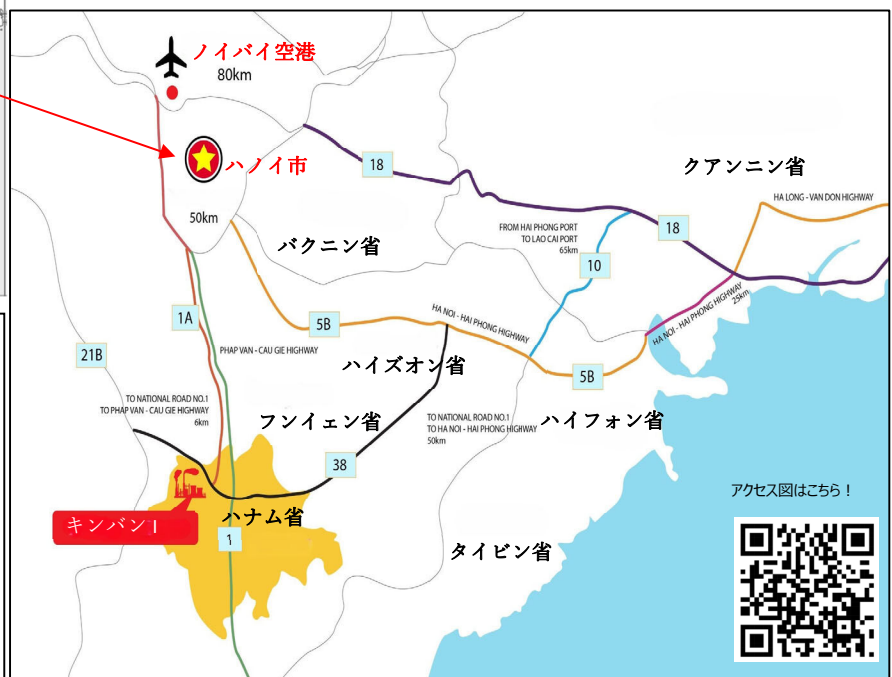 ノイバイ空港
80km
ハノイ市
クアンニン省
18
HA LONG - VAN DON HIGHWAY
50km
FROM HAI PHONG PORT
TO LAO CAI PORT
65km
18
バクニン省
10
HA NOI - HAI PHONG HIGHWAY
25km
1A
5B
HA NOI - HAI PHONG HIGHWAY
21B
PHAP VAN - CAU GIE HIGHWAY
ハイズオン省
5B
TO NATIONAL ROAD NO.1
TO PHAP VAN - CAU GIE HIGHWAY
6km
フンイェン省
TO NATIONAL ROAD NO.1
TO HA NOI - HAI PHONG HIGHWAY
50km
ハイフォン省
38
アクセス図はこちら！
キンバンI
ハナム省
1
タイビン省